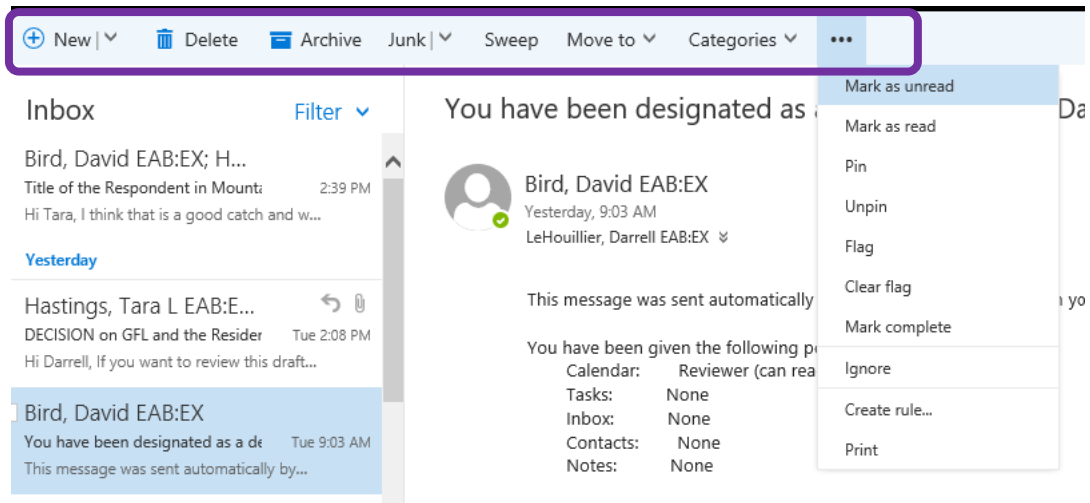 New | Delete Archive Junk | Sweep Move to Categories •••
Inbox Filter
Bird, David EAB:EX; H...
Title of the Respondent in Mounta 2:39 PM
Hi Tara, I think that is a good catch and w...
Yesterday
Hastings, Tara L EAB:E...
DECISION on GFL and the Resider Tue 2:08 PM
Hi Darrell, If you want to review this draft...
Bird, David EAB:EX
You have been designated as a de Tue 9:03 AM
This message was sent automatically by...
You have been designated as a Da
Bird, David EAB:EX
Yesterday, 9:03 AM
LeHouillier, Darrell EAB:EX
This message was sent automatically
You have been given the following pe
Calendar: Reviewer (can rea
Tasks: None
Inbox: None
Contacts: None
Notes: None
Mark as unread
Mark as read
Pin
Unpin
Flag
Clear flag
Mark complete
Ignore
Create rule...
Print